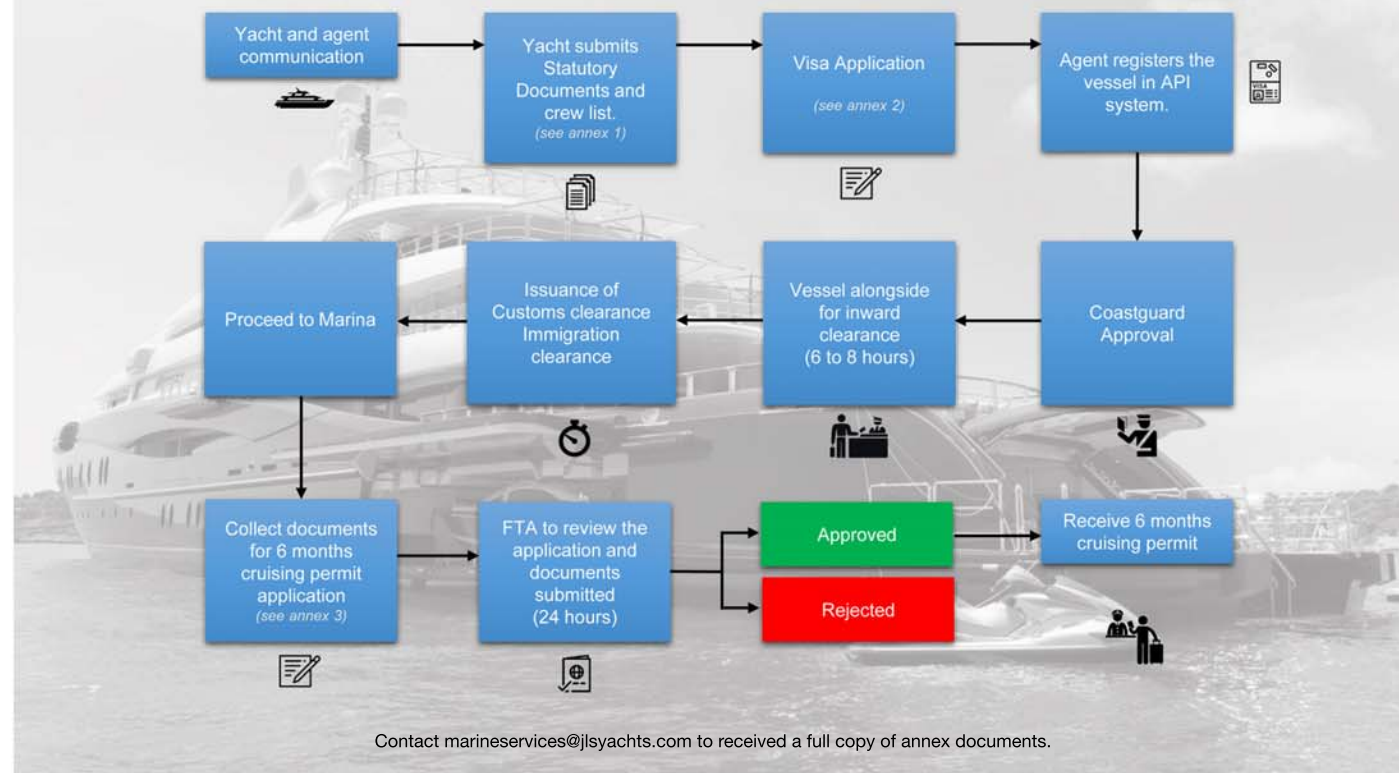 Yacht and agent
communication
Yacht submits
Statutory
Documents and
crew list.
(see annex 1)
Visa Application
(see annex 2)
Agent registers the
vessel in API
system.
VISA
Proceed to Marina
Issuance of
Customs clearance
Immigration
clearance
Vessel alongside
for inward
clearance
(6 to 8 hours)
Coastguard
Approval
Collect documents
for 6 months
cruising permit
application
(see annex 3)
FTA to review the
application and
documents
submitted
(24 hours)
Approved
Rejected
Receive 6 months
cruising permit
Contact marineservices@jlsyachts.com to received a full copy of annex documents.